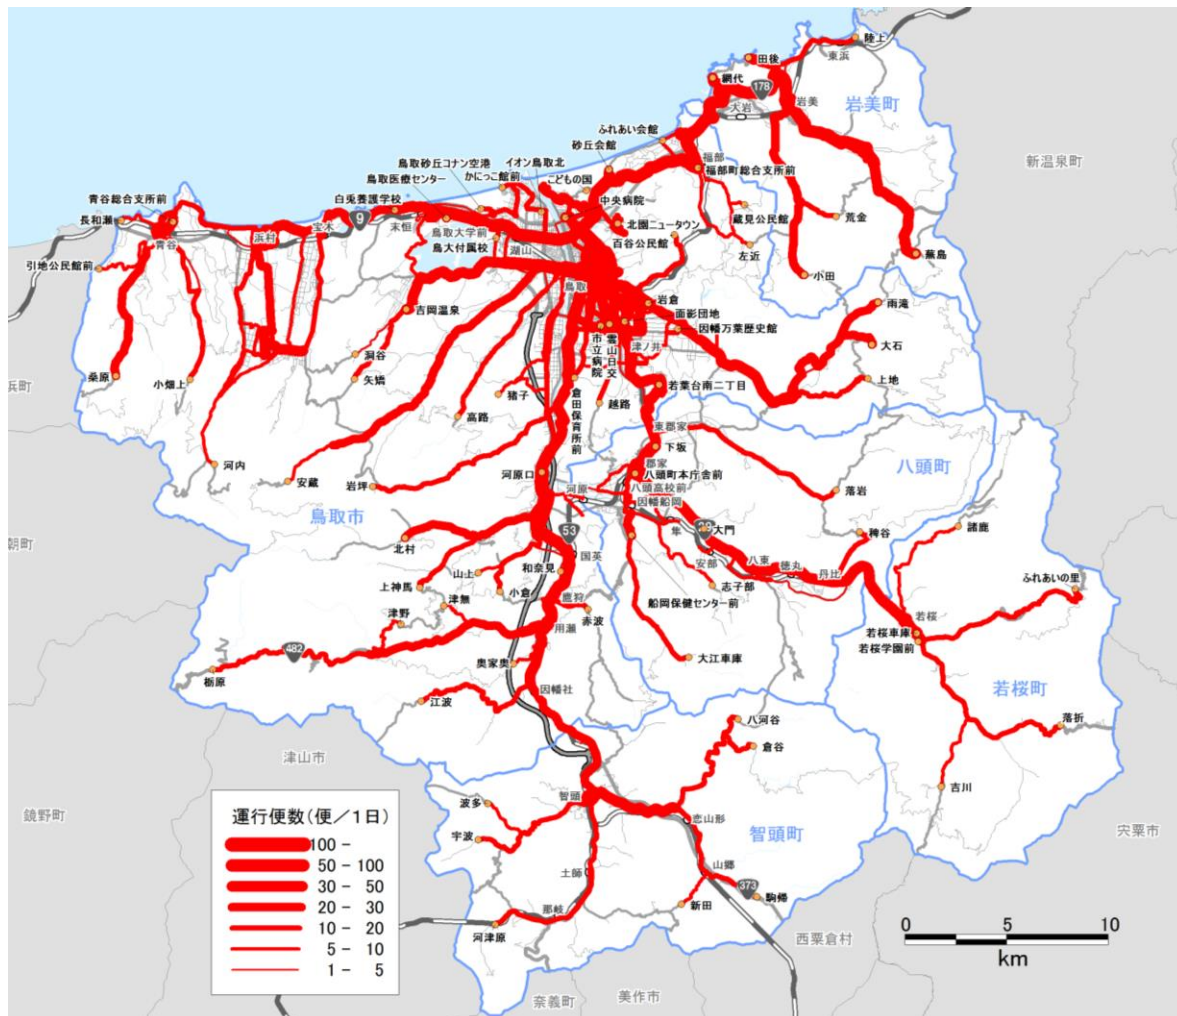 陸上
田後
東浜
網代
178
岩美
岩美町
大岩
ふれあい会館
砂丘会館
新温泉町
鳥取砂丘コナン空港
イオン鳥取北
福部
かにっこ館前
こどもの国
福部町総合支所前
鳥取医療センター
青谷総合支所前
白兎養護学校
中央病院
蔵見公民館
荒金
長和瀬
9
宝木
末恒
鳥取大学前
北園ニュータウン
浜村
鳥大付属校
湖山
百谷公民館
左近
青谷
蕪島
引地公民館前
小田
鳥取
岩倉
雨滝
吉岡温泉
面影団地
因幡万葉歴史館
津ノ井
大石
市立病院
雲山日交
洞谷
桑原
小畑上
矢矯
若葉台南二丁目
上地
浜町
猪子
倉田保育所前
越路
高路
東郡家
下坂
河内
八頭町
郡家
安蔵
岩坪
河原口
八頭町本庁舎前
八頭高校前
落岩
河原
因幡船岡
鳥取市
53
29
大門
諸鹿
隼
稗谷
朝町
北村
国英
安部
八東
徳丸
丹比
和奈見
山上
上神馬
志子部
ふれあいの里
小倉
鷹狩
津無
船岡保健センター前
赤波
津野
若桜
用瀬
若桜車庫
若桜学園前
482
大江車庫
奥家奥
栃原
因幡社
若桜町
江波
八河谷
落折
倉谷
津山市
吉川
智頭
波多
鏡野町
運行便数(便/1日)
恋山形
智頭町
宍粟市
100 -
宇波
50 - 100
山郷
30 - 50
土師
373
駒帰
20 - 30
新田
那岐
10 - 20
河津原
0 5 10
5 - 10
西粟倉村
km
1 - 5
奈義町
美作市